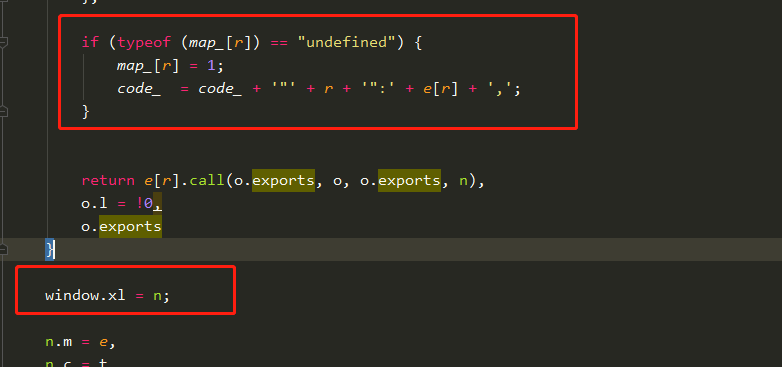 if (typeof (map_[r]) == "undefined") {
map_[r] = 1;
code_  = code_ + '"' + r + '":' + e[r] + ',';
}
return e[r].call(o.exports, o, o.exports, n),
o.l = !0,
o.exports
}
window.xl = n;
n.m = e,
n.c = t